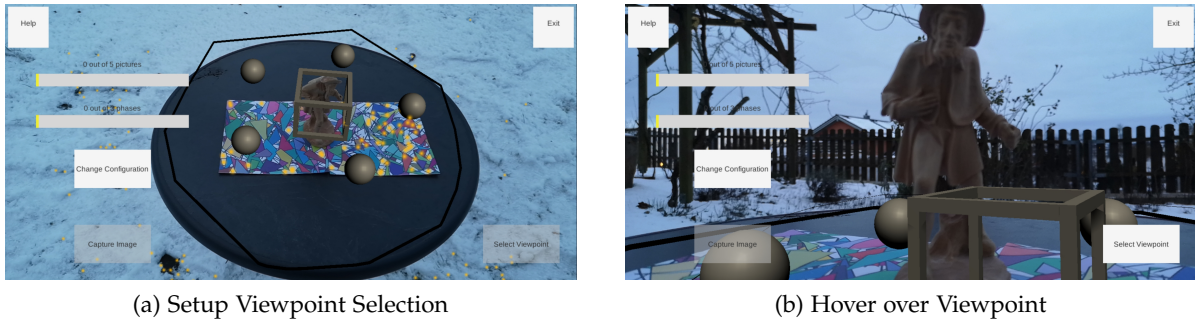 Help
Exit
0 out of 5 pictures
0 out of phases
Change Configuration
Capture Image
Select Viewpoint
Help
Exit
0 out of 5 pictures
0 out of phases
Change Configuration
Capture Image
Select Viewpoint
(a) Setup Viewpoint Selection
(b) Hover over Viewpoint